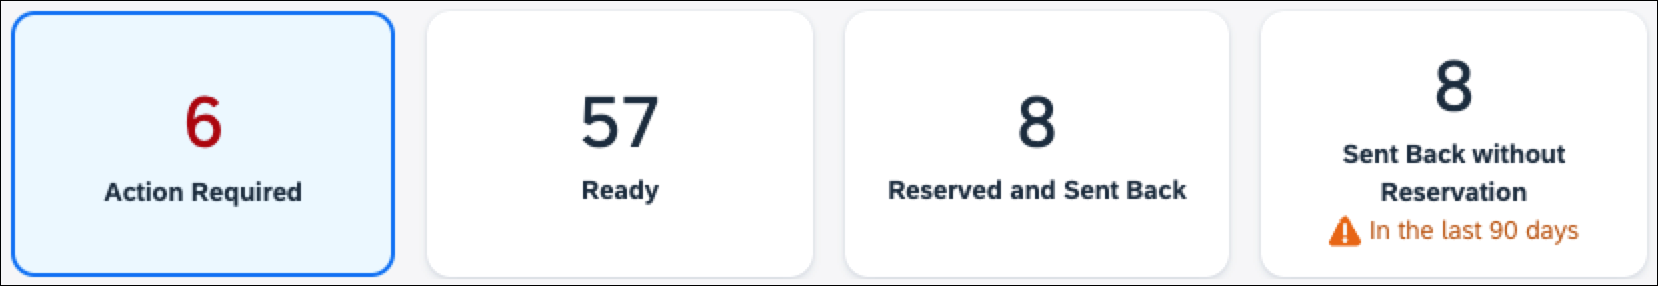 6
Action Required
57
Ready
8
Reserved and Sent Back
8
Sent Back without
Reservation
In the last 90 days